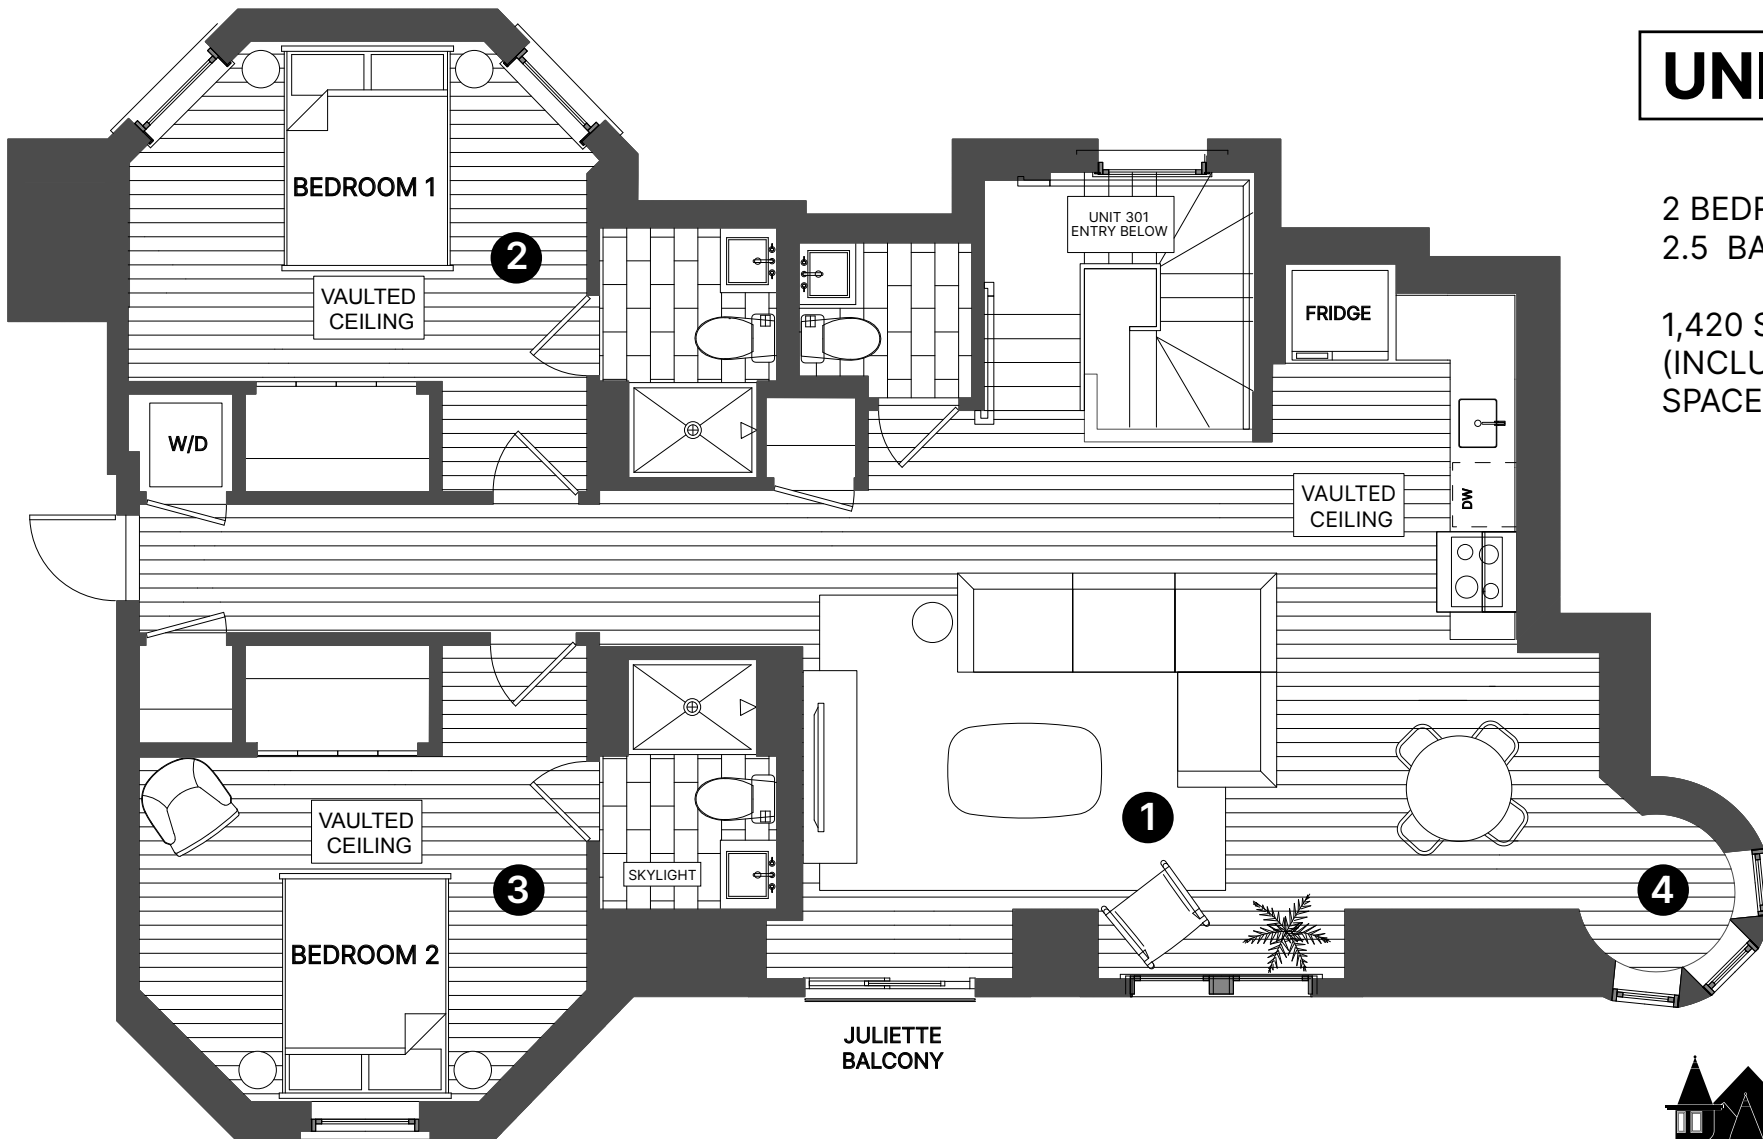 UNI
2 BEDR
2.5 BA
1,420 S
(INCLU
SPACE
BEDROOM 1
2
VAULTED
CEILING
UNIT 301
ENTRY BELOW
FRIDGE
W/D
VAULTED
CEILING
DW
VAULTED
CEILING
1
3
SKYLIGHT
4
BEDROOM 2
JULIETTE
BALCONY